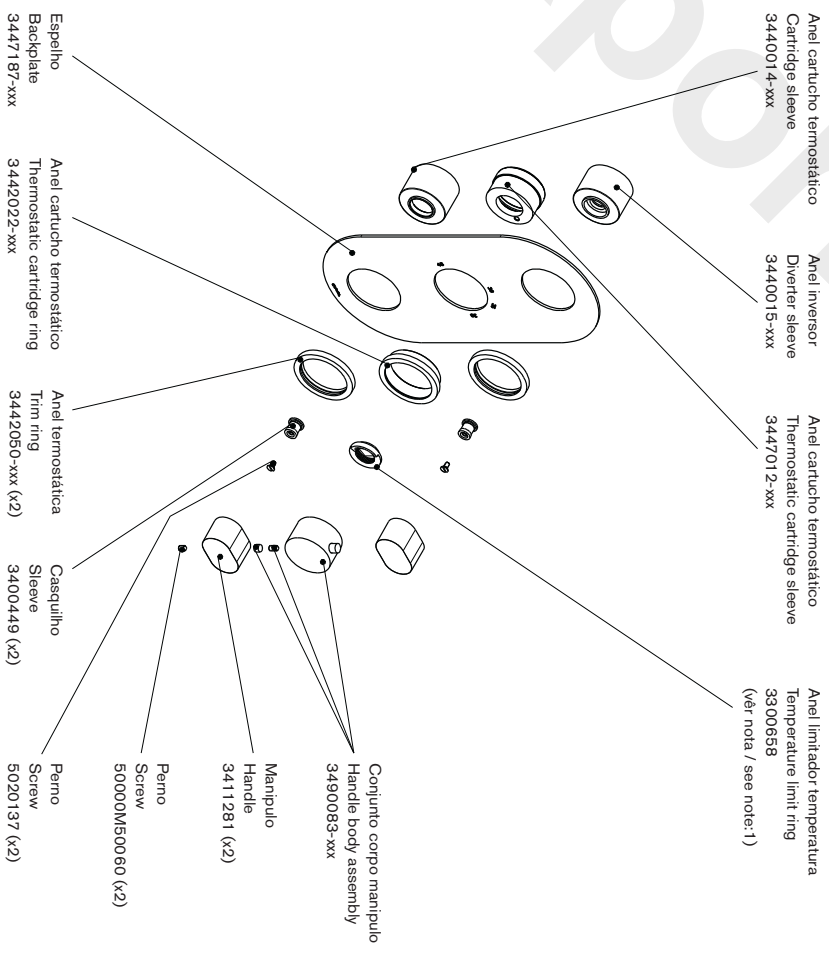 Anel cartucho termostático
Cartridge sleeve
3440014-xxx
Anel inversor
Diverter sleeve
3440015-xxx
Anel cartucho termostático
Thermostatic cartridge sleeve
3447012-xxx
Anel limitador temperatura
Temperature limit ring
3300658
(vêr nota / see note:1)
Conjunto corpo manipulo
Handle body assembly
3490083-xxx
Manipulo
Handle
3411281 (x2)
Perno
Screw
50000M50060 (x2)
Espelho
Backplate
3447187-xxx
Anel cartucho termostático
Thermostatic cartridge ring
3442022-xxx
Anel termostática
Trim ring
3442050-xxx (x2)
Casquilho
Sleeve
3400449 (x2)
Perno
Screw
5020137 (x2)